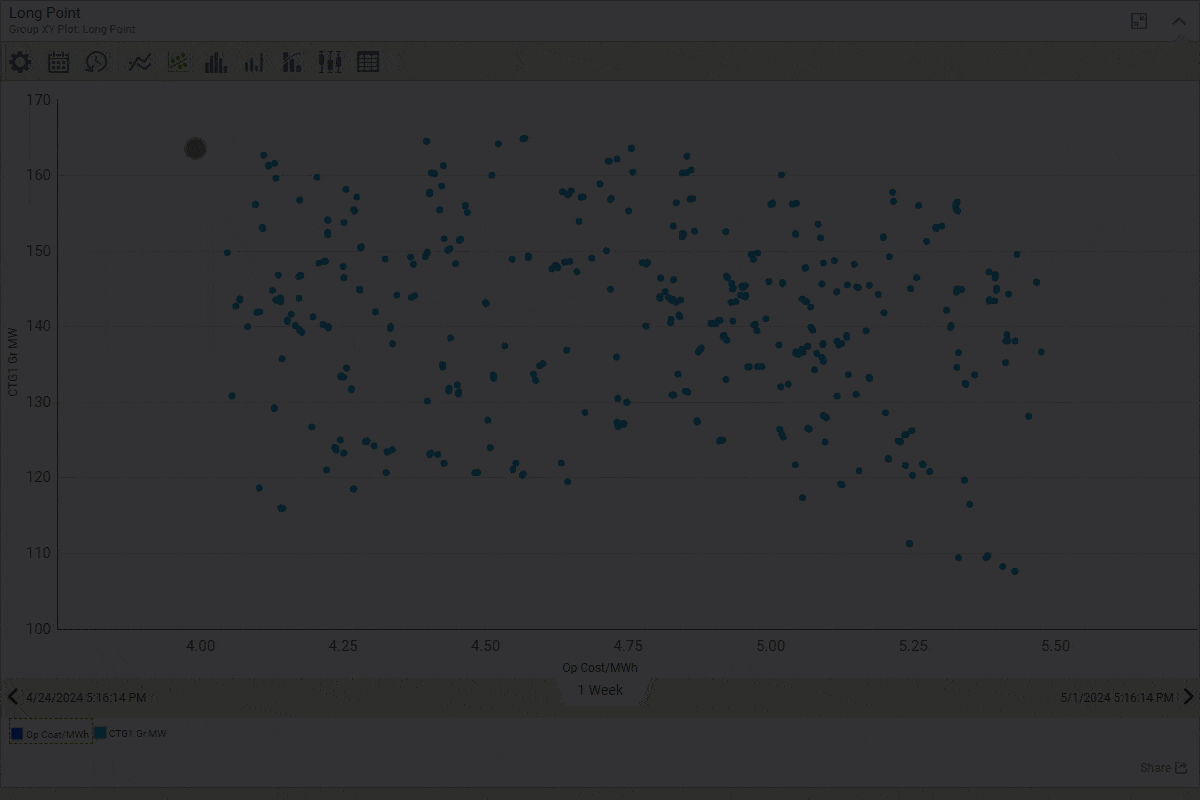 Long Point
Group XY Plot: Long Point
170
160
150
140
130
120
110
100
CTG1 Gr MW
4.00 4.25 4.50 4.75 5.00 5.25 5.50
Op Cost/MWh
4/24/2024 5:16:14 PM 1 Week 5/1/2024 5:16:14 PM
Op Cost/MWh CTG1 Gr MW
Share